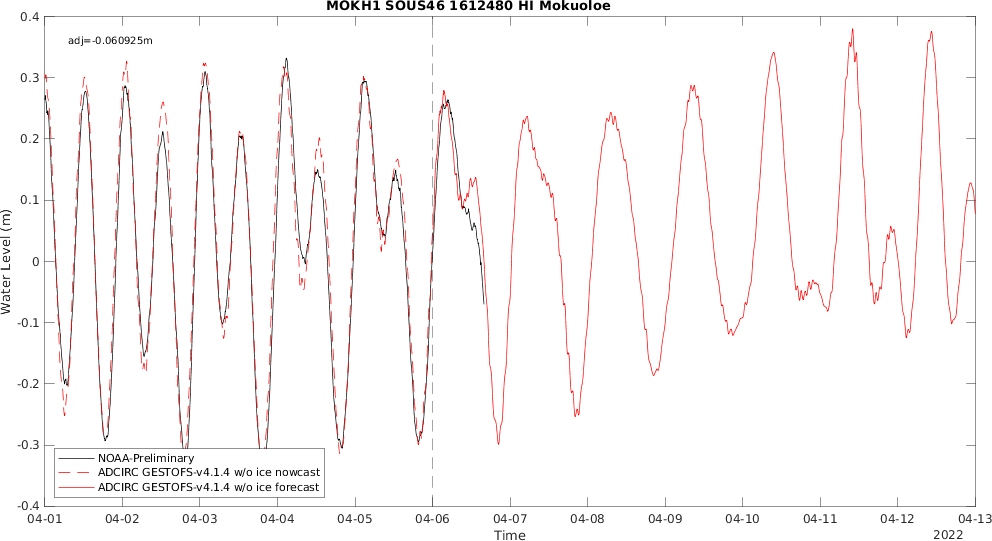 MOKH1 SOUS46 1612480 HI Mokuoloe
adj=-0.060925m
Water Level (m)
0.4
0.3
0.2
0.1
0
-0.1
-0.2
-0.3
-0.4
NOAA-Preliminary
ADCIRC GESTOFS-v4.1.4 w/o ice nowcast
ADCIRC GESTOFS-v4.1.4 w/o ice forecast
04-01 04-02 04-03 04-04 04-05 04-06 04-07 04-08 04-09 04-10 04-11 04-12 04-13
Time
2022